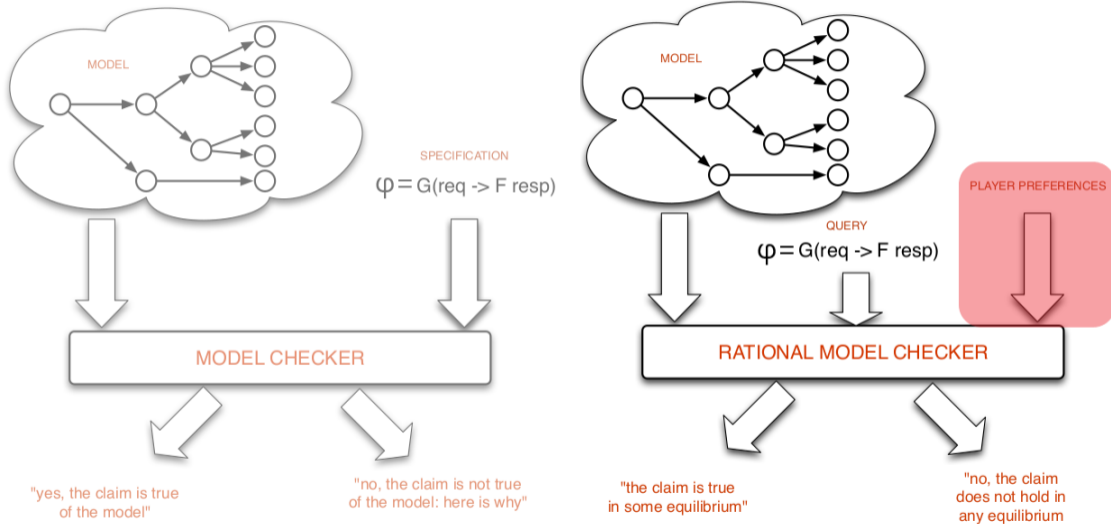 MODEL
SPECIFICATION
φ= G(req -> F resp)
MODEL CHECKER
"yes, the claim is true
of the model"
"no, the claim is not true
of the model: here is why"
MODEL
PLAYER PREFERENCES
QUERY
φ= G(req -> F resp)
RATIONAL MODEL CHECKER
"the claim is true
in some equilibrium"
"no, the claim
does not hold in
any equilibrium